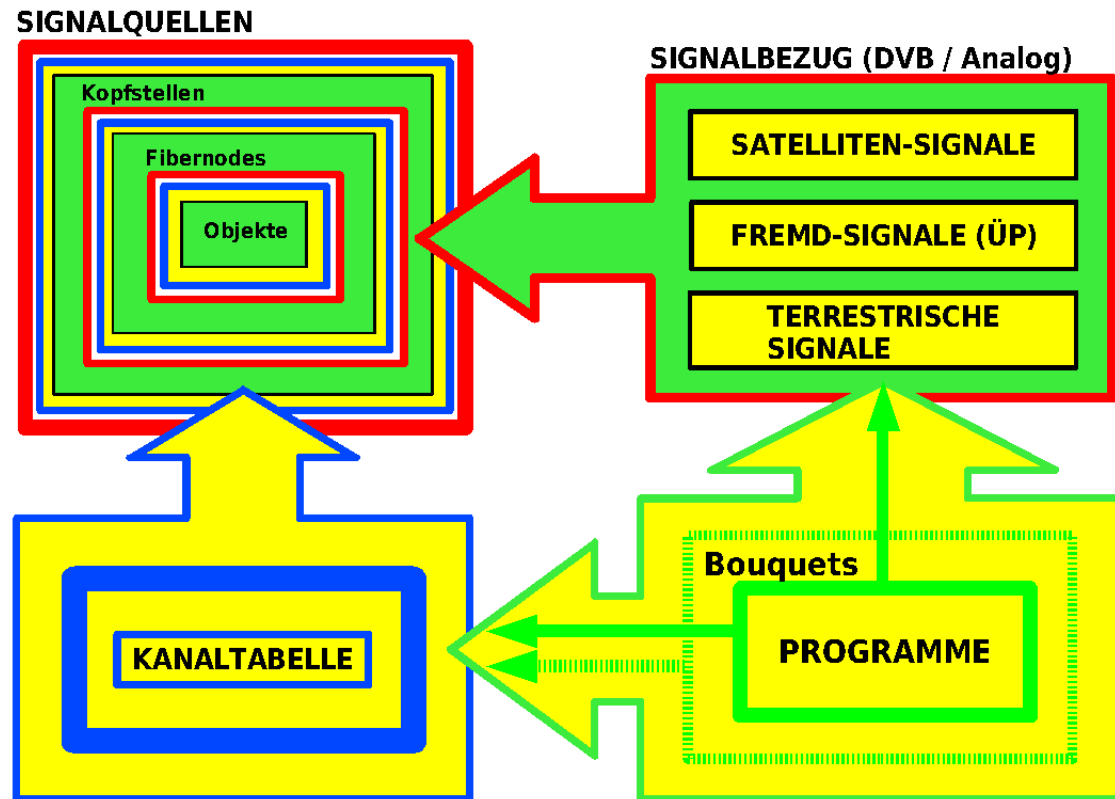 SIGNALQUELLEN
Kopfstellen
Fibernodes
Objekte
SIGNALBEZUG (DVB / Analog)
SATELLITEN-SIGNALE
FREMD-SIGNALE (ÜP)
TERRESTRISCHE
SIGNALE
KANALTABELLE
Bouquets
PROGRAMME